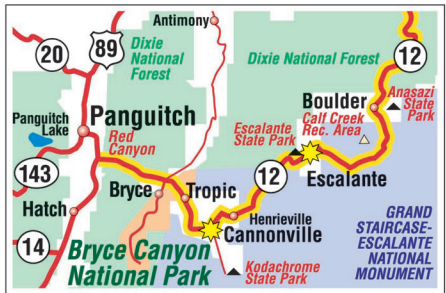 Antimony
20
89
Dixie
National
Forest
Dixie National Forest
12
Panguitch
Lake
Panguitch
Red
Canyon
Boulder
Anasazi
State
Park
Calf Creek
Rec. Area
Escalante
State Park
143
Bryce
Tropic
12
Escalante
Hatch
Henrieville
Cannonville
14
Bryce Canyon
National Park
Kodachrome
State Park
GRAND
STAIRCASE-
ESCALANTE
NATIONAL
MONUMENT